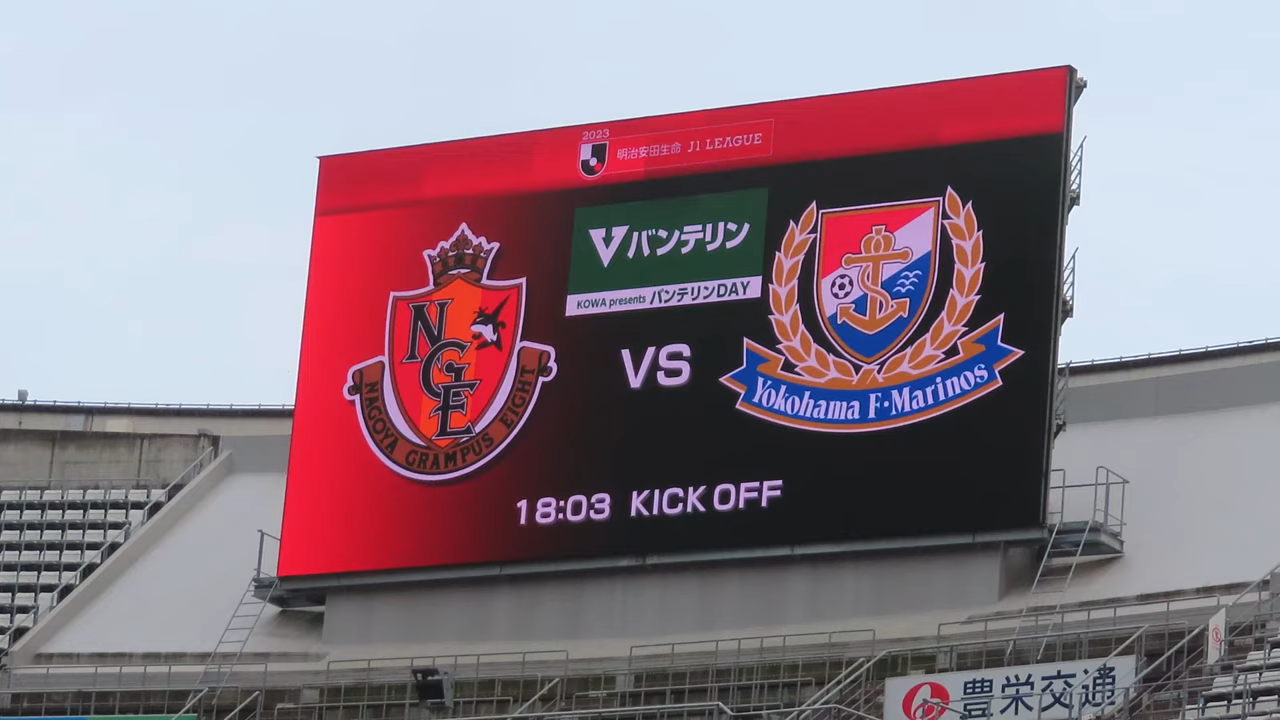 2023
明治安田生命 J1 LEAGUE
バンテリン
KOWA presents バンテリンDAY
NGE
NAGOYA GRAMPUS EIGHT
VS
Yokohama F·Marinos
18:03 KICK OFF
豊栄交通